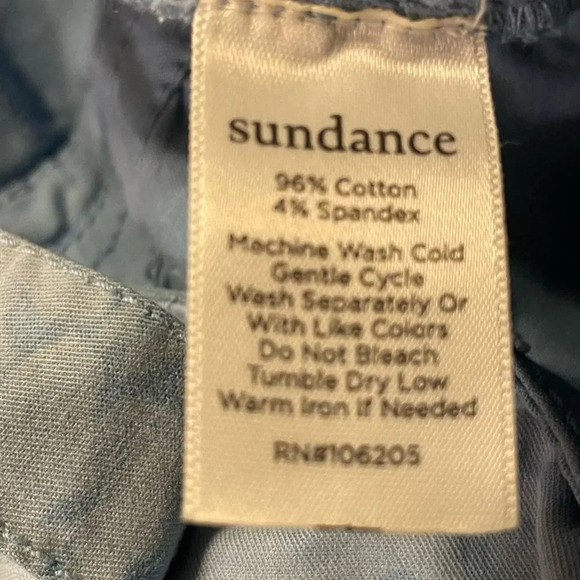 sundance
96% Cotton
4% Spandex
Machine Wash Cold
Gentle Cycle
Wash Separately Or
With Like Colors
Do Not Bleach
Tumble Dry Low
Warm Iron If Needed
RN#106205